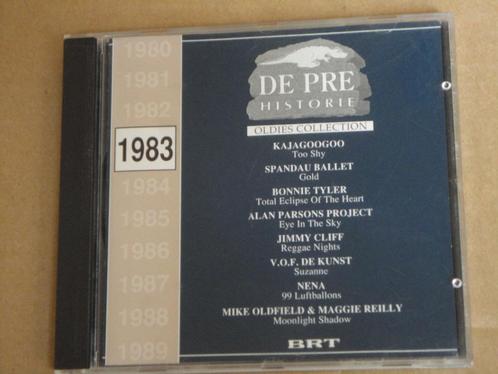 1980
1981
1982
1983
1984
1985
1986
1987
1988
1989
DE PRE
HISTORIE
OLDIES COLLECTION
KAJAGOOGOO
Too Shy
SPANDAU BALLET
Gold
BONNIE TYLER
Total Eclipse Of The Heart
ALAN PARSONS PROJECT
Eye In The Sky
JIMMY CLIFF
Reggae Nights
V.O.F. DE KUNST
Suzanne
NENA
99 Luftballons
MIKE OLDFIELD & MAGGIE REILLY
Moonlight Shadow
BRT